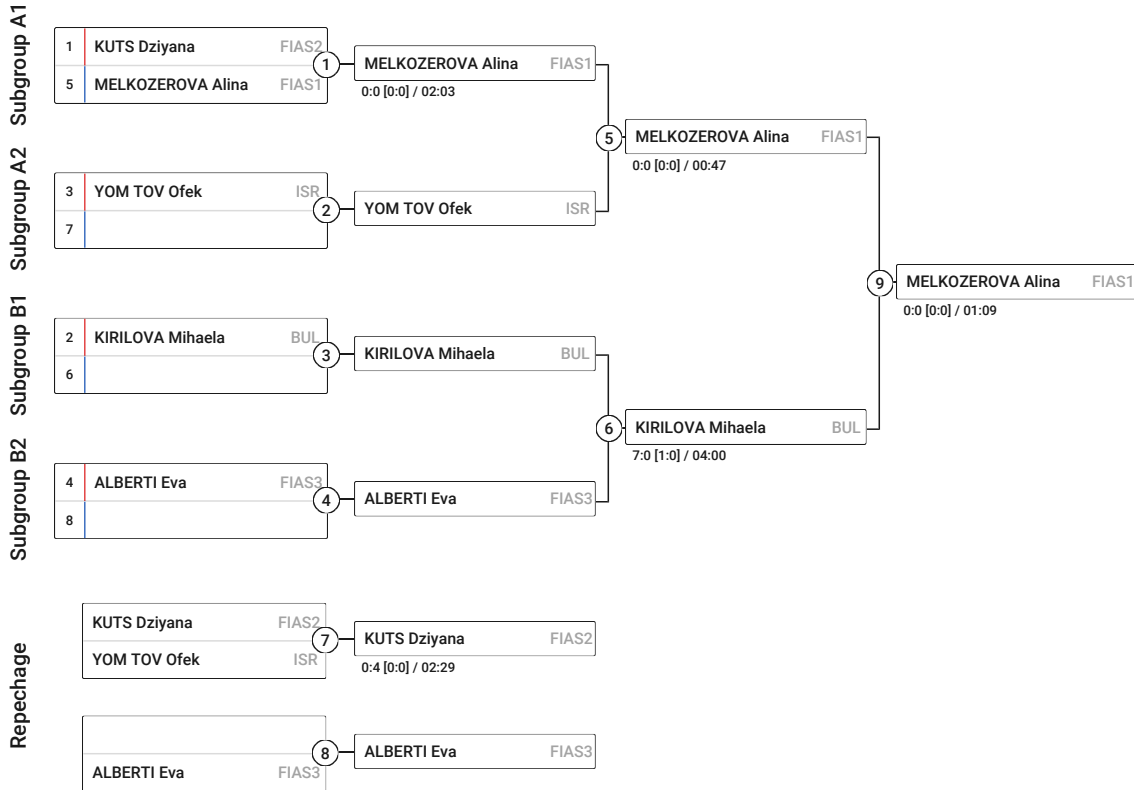 Subgroup A1
1 KUTS Dziyana FIAS2
5 MELKOZEROVA Alina FIAS1
1
MELKOZEROVA Alina FIAS1
0:0 [0:0] / 02:03
Subgroup A2
3 YOM TOV Ofek ISR
7
2
YOM TOV Ofek ISR
5
MELKOZEROVA Alina FIAS1
0:0 [0:0] / 00:47
Subgroup B1
2 KIRILOVA Mihaela BUL
6
3
KIRILOVA Mihaela BUL
Subgroup B2
4 ALBERTI Eva FIAS3
8
4
ALBERTI Eva FIAS3
6
KIRILOVA Mihaela BUL
7:0 [1:0] / 04:00
9
MELKOZEROVA Alina FIAS1
0:0 [0:0] / 01:09
Repechage
KUTS Dziyana FIAS2
YOM TOV Ofek ISR
7
KUTS Dziyana FIAS2
0:4 [0:0] / 02:29
ALBERTI Eva FIAS3
8
ALBERTI Eva FIAS3